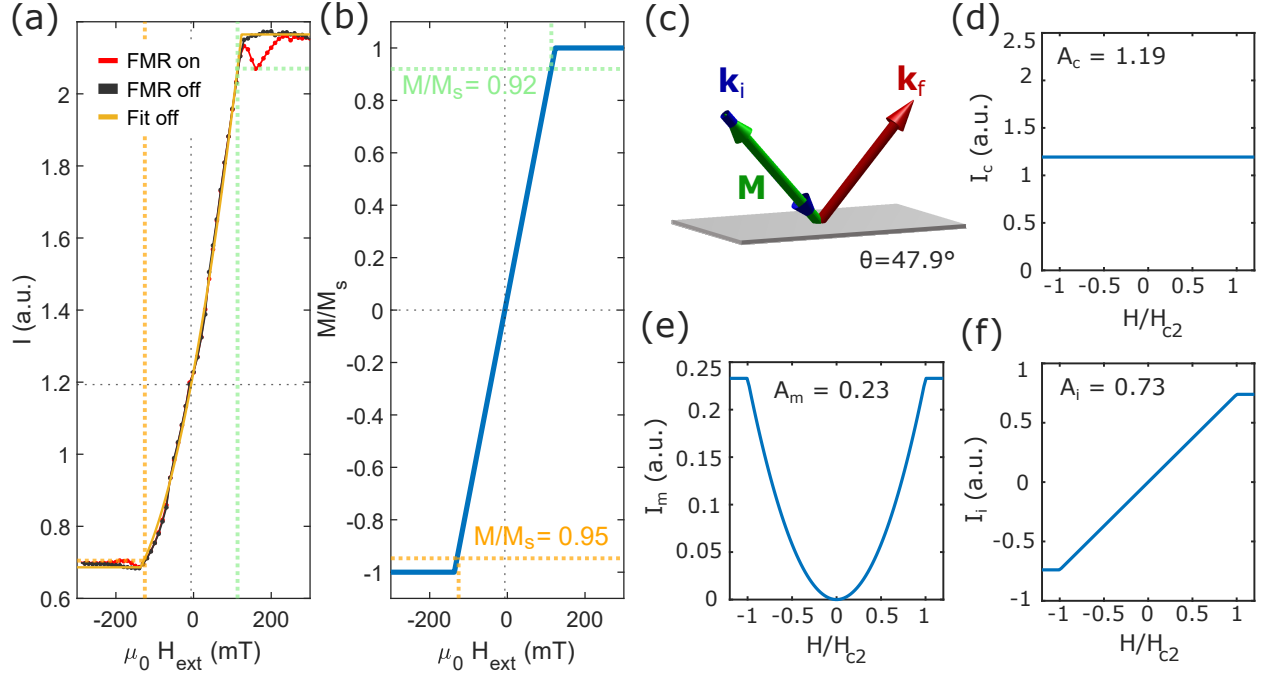 (a)
I (a.u.)
2
1.8
1.6
1.4
1.2
1
0.8
0.6
-200
0
200
μ0 Hext (mT)
FMR on
FMR off
Fit off
(b)
M/Ms
1
0.8
0.6
0.4
0.2
0
-0.2
-0.4
-0.6
-0.8
-1
-200
0
200
μ0 Hext (mT)
M/Ms= 0.92
M/Ms= 0.95
(c)
ki
kf
M
θ=47.9°
(d)
Ac = 1.19
Ic (a.u.)
2.5
2
1.5
1
0.5
0
-1
-0.5
0
0.5
1
H/Hc2
(e)
Am = 0.23
Im (a.u.)
0.25
0.2
0.15
0.1
0.05
0
-1
-0.5
0
0.5
1
H/Hc2
(f)
Ai = 0.73
Ii (a.u.)
1
0.5
0
-0.5
-1
-1
-0.5
0
0.5
1
H/Hc2